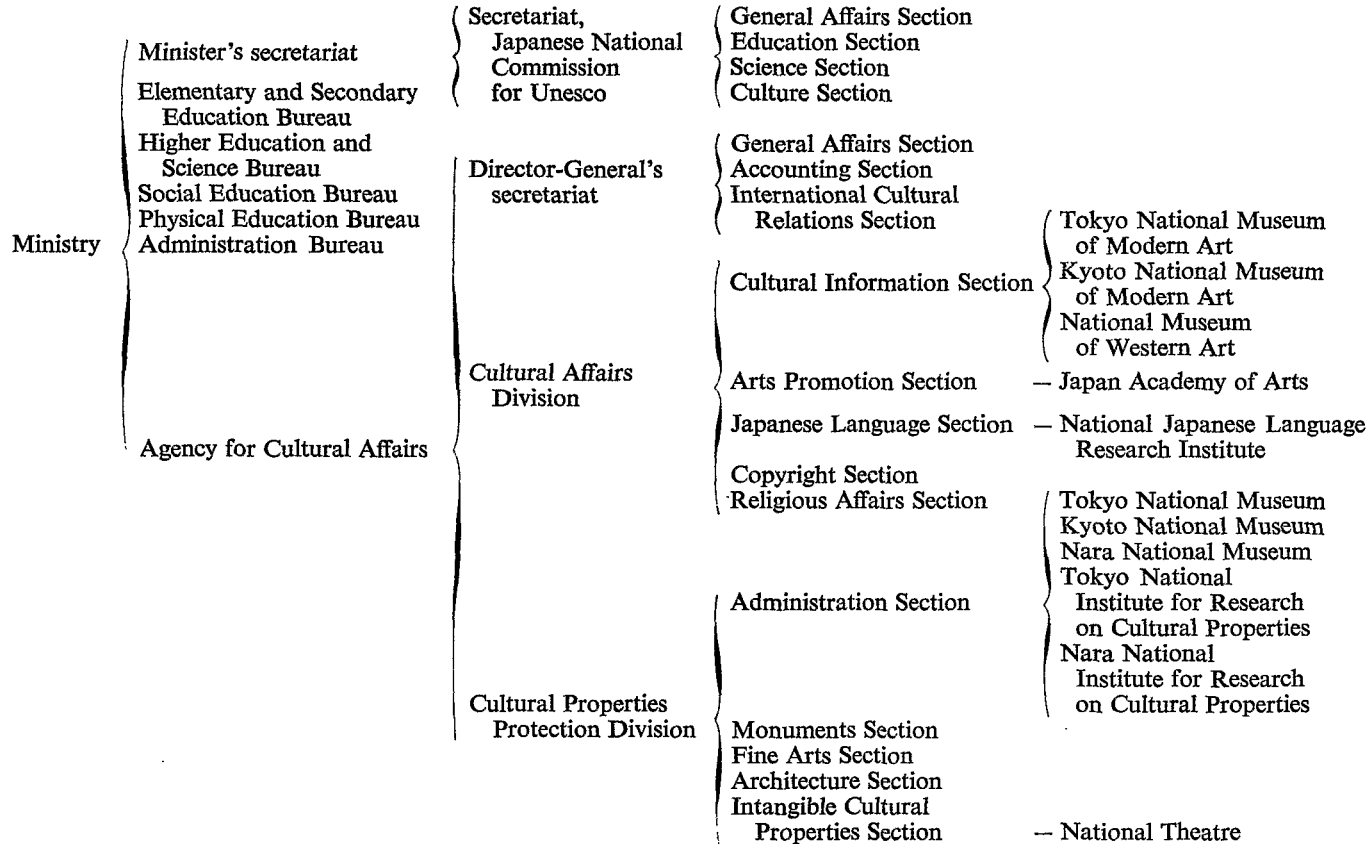 Ministry
Minister's secretariat
Elementary and Secondary
Education Bureau
Higher Education and
Science Bureau
Social Education Bureau
Physical Education Bureau
Administration Bureau
Agency for Cultural Affairs
Secretariat,
Japanese National
Commission
for Unesco
General Affairs Section
Education Section
Science Section
Culture Section
Director-General's
secretariat
General Affairs Section
Accounting Section
International Cultural
Relations Section
Cultural Affairs
Division
Cultural Information Section
Tokyo National Museum
of Modern Art
Kyoto National Museum
of Modern Art
National Museum
of Western Art
Arts Promotion Section
— Japan Academy of Arts
Japanese Language Section
— National Japanese Language
Research Institute
Copyright Section
Religious Affairs Section
Cultural Properties
Protection Division
Administration Section
Tokyo National Museum
Kyoto National Museum
Nara National Museum
Tokyo National
Institute for Research
on Cultural Properties
Nara National
Institute for Research
on Cultural Properties
Monuments Section
Fine Arts Section
Architecture Section
Intangible Cultural
Properties Section
— National Theatre